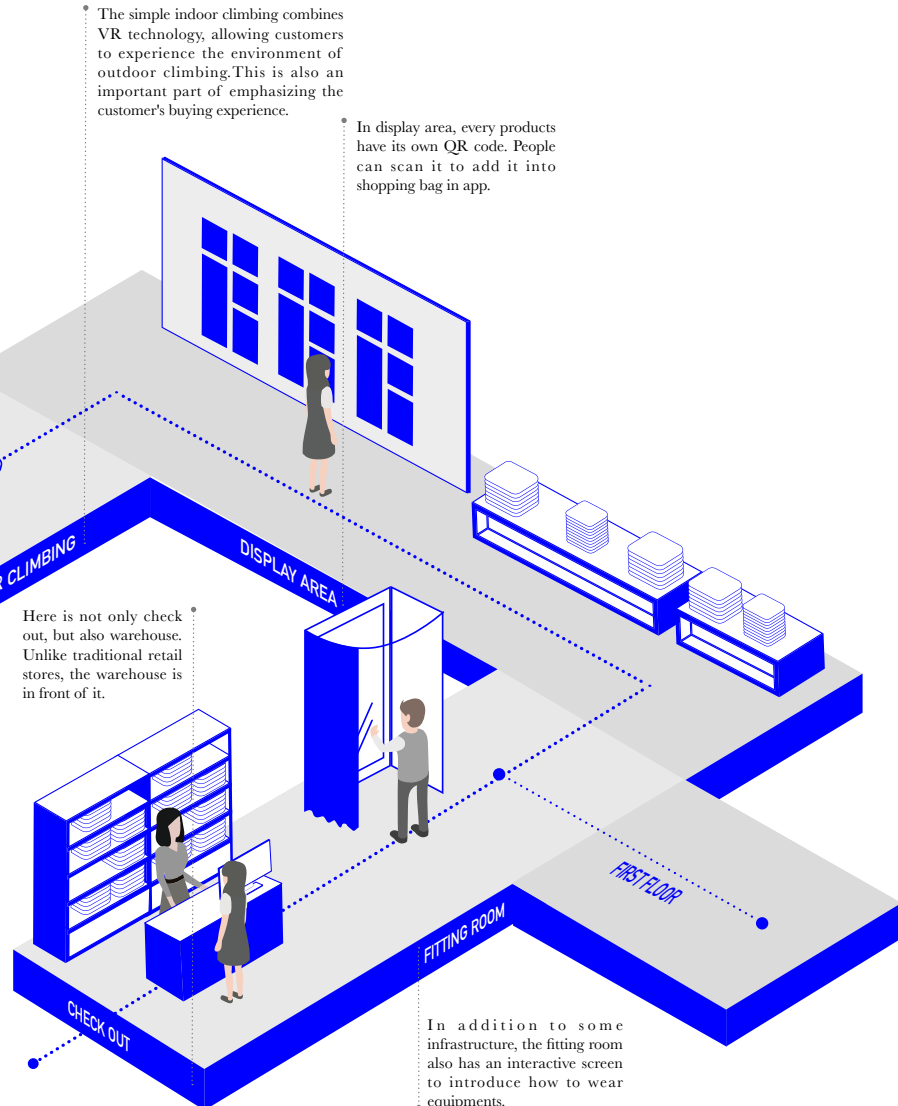 The simple indoor climbing combines
VR technology, allowing customers
to experience the environment of
outdoor climbing.This is also an
important part of emphasizing the
customer's buying experience.
In display area, every products
have its own QR code. People
can scan it to add it into
shopping bag in app.
CLIMBING
DISPLAY AREA
Here is not only check
out, but also warehouse.
Unlike traditional retail
stores, the warehouse is
in front of it.
FIRST FLOOR
FITTING ROOM
CHECK OUT
In addition to some
infrastructure, the fitting room
also has an interactive screen
to introduce how to wear
equipments.